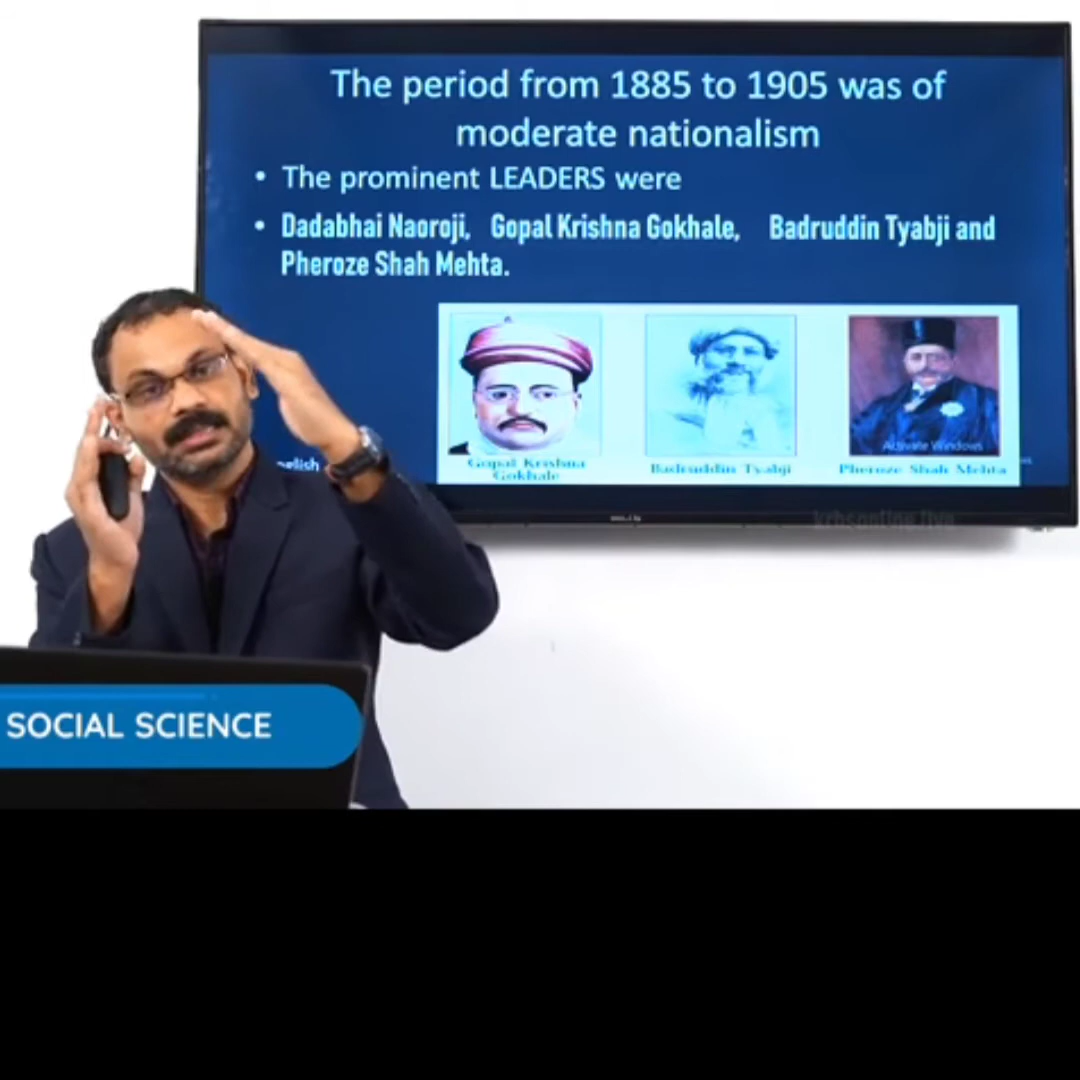 The period from 1885 to 1905 was of
moderate nationalism
• The prominent LEADERS were
• Dadabhai Naoroji, Gopal Krishna Gokhale, Badruddin Tyabji and
Pheroze Shah Mehta.
Activate Windows
Gopal Krishna
Gokhale
Badruddin Tyabji
Pheroze Shah Mehta
SOCIAL SCIENCE